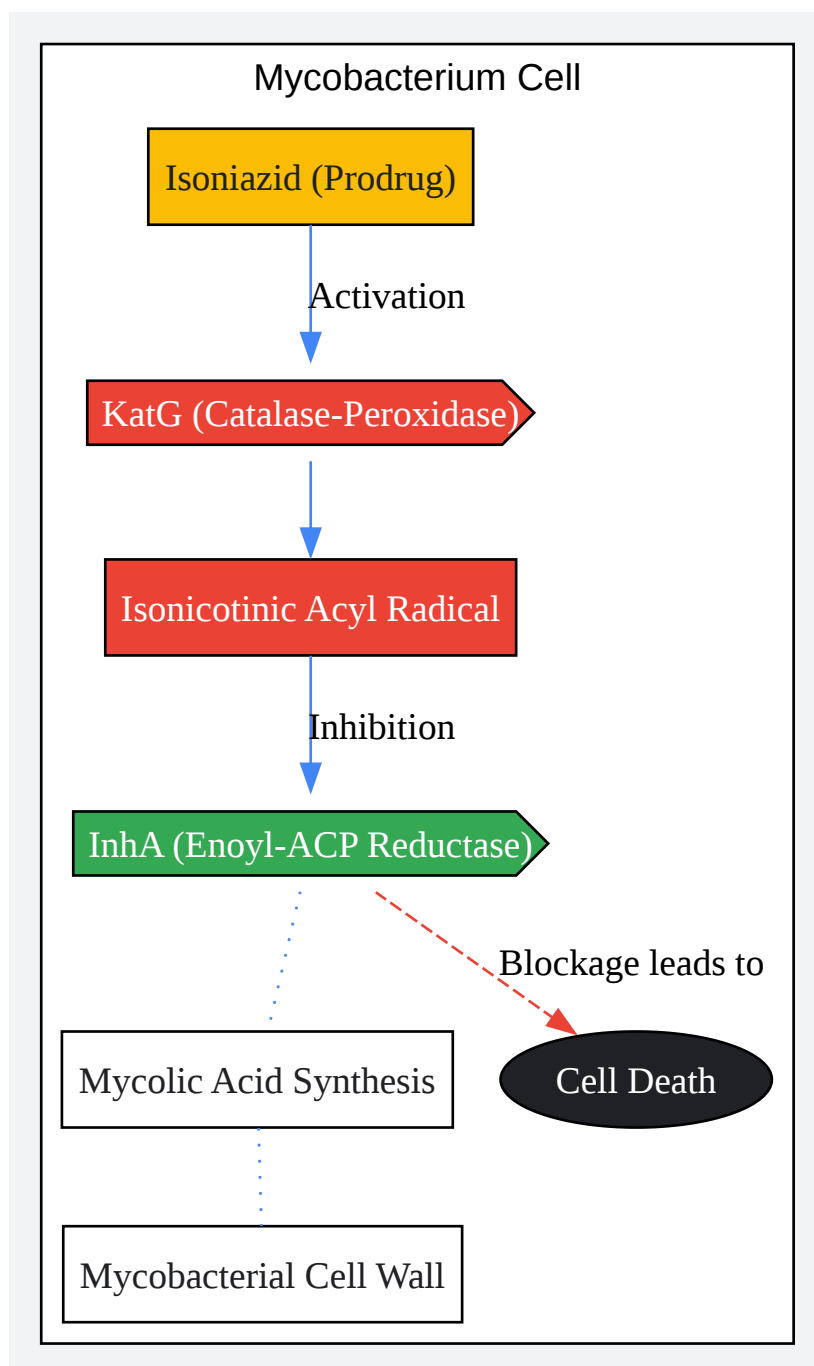 Mycobacterium Cell
Isoniazid (Prodrug)
Activation
KatG (Catalase-Peroxidase)
Isonicotinic Acyl Radical
Inhibition
InhA (Enoyl-ACP Reductase)
Blockage leads to
Mycolic Acid Synthesis
Cell Death
Mycobacterial Cell Wall